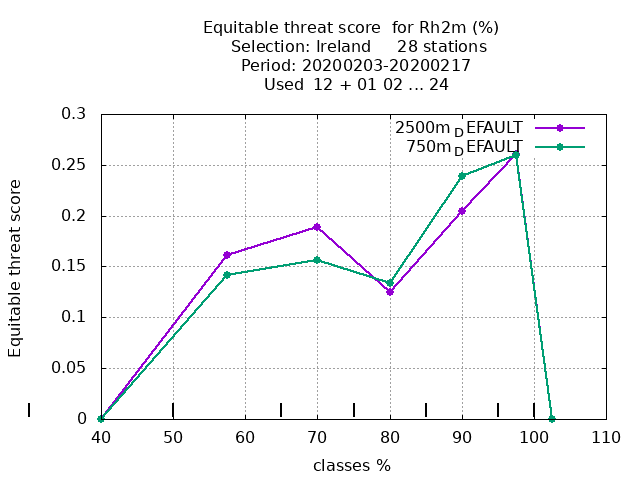 Equitable threat score  for Rh2m (%)
Selection: Ireland     28 stations
Period: 20200203-20200217
Used  12 + 01 02 ... 24
2500m_DEFAULT
750m_DEFAULT
Equitable threat score
0.3
0.25
0.2
0.15
0.1
0.05
0
40 50 60 70 80 90 100 110
classes %